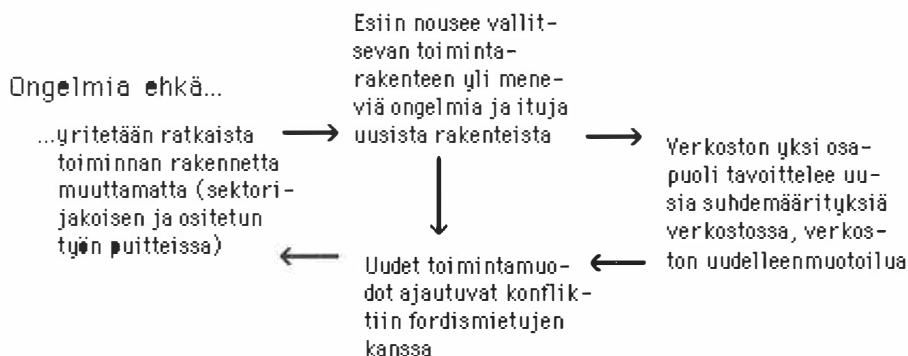 Esiin nousee vallit-
sevan toiminta-
rakenteen yli mene-
viä ongelmia ja ituja
uusista rakenteista
Ongelmia ehkä...
...yritetään ratkaista
toiminnan rakennetta
muuttamatta (sektori-
jakoisen ja ositetun
työn puitteissa)
Verkoston yksi osa-
puoli tavoittelee uu-
sia suhdemäärityksiä
verkostossa, verkos-
ton uudelleenmuotoilua
Uudet toimintamuo-
dot ajautuvat konflik-
tiin fordismietujen
kanssa